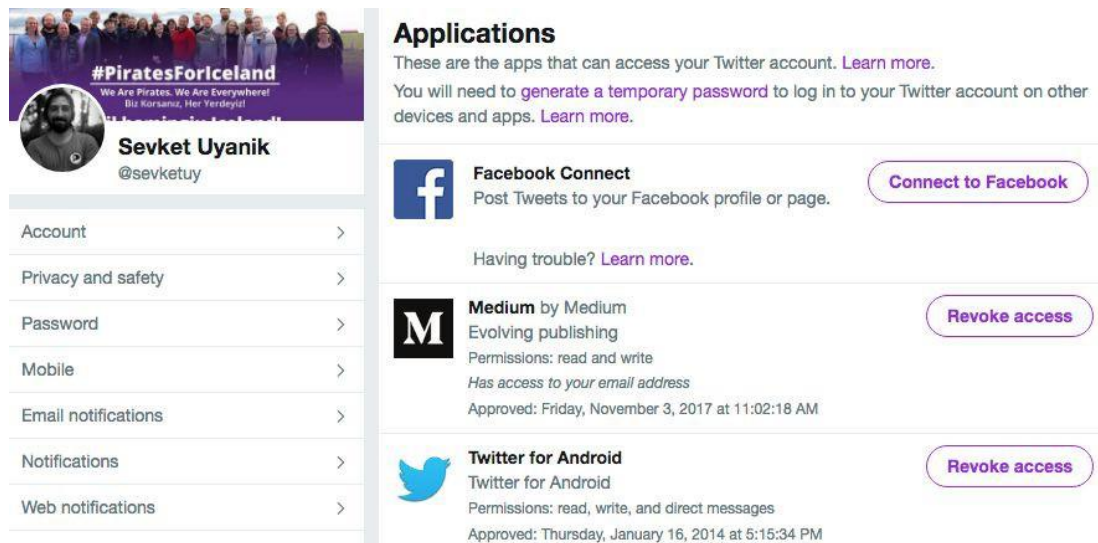 #PiratesForIceland
We Are Pirates. We Are Everywhere!
Biz Korsanız, Her Yerdeyiz!
Sevket Uyanik
@sevketuy
Account
Privacy and safety
Password
Mobile
Email notifications
Notifications
Web notifications
Applications
These are the apps that can access your Twitter account. Learn more.
You will need to generate a temporary password to log in to your Twitter account on other
devices and apps. Learn more.
Facebook Connect
Post Tweets to your Facebook profile or page.
Connect to Facebook
Having trouble? Learn more.
Medium by Medium
Evolving publishing
Permissions: read and write
Has access to your email address
Approved: Friday, November 3, 2017 at 11:02:18 AM
Revoke access
Twitter for Android
Twitter for Android
Permissions: read, write, and direct messages
Approved: Thursday, January 16, 2014 at 5:15:34 PM
Revoke access